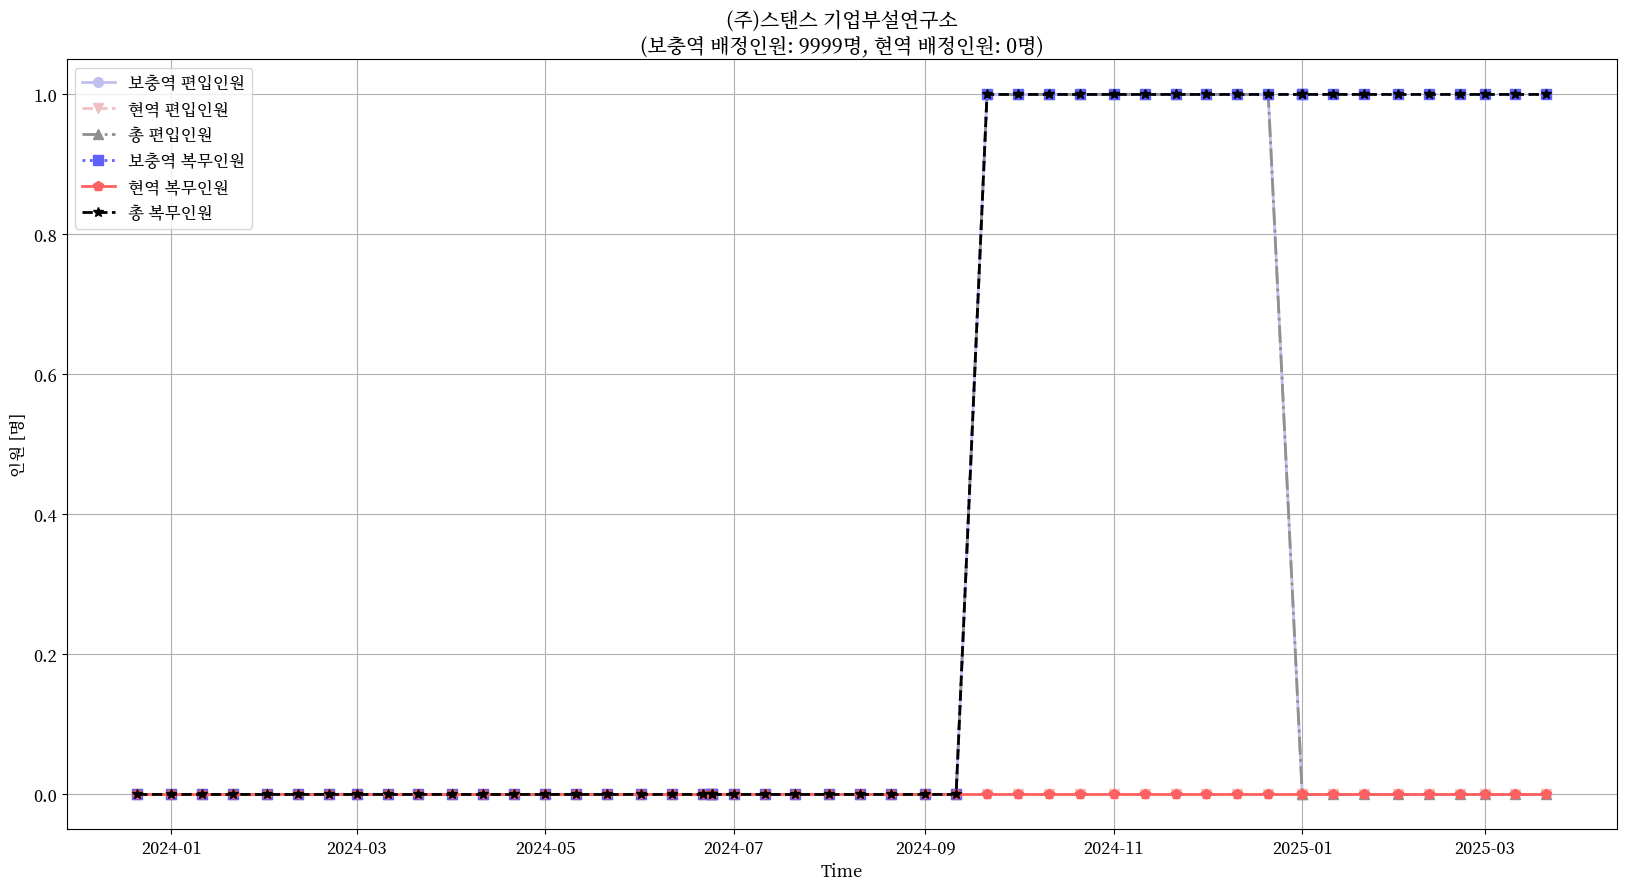 (주)스탠스 기업부설연구소
(보충역 배정인원: 9999명, 현역 배정인원: 0명)
보충역 편입인원
현역 편입인원
총 편입인원
보충역 복무인원
현역 복무인원
총 복무인원
1.0
0.8
0.6
0.4
0.2
0.0
인원 [명]
2024-01
2024-03
2024-05
2024-07
2024-09
2024-11
2025-01
2025-03
Time